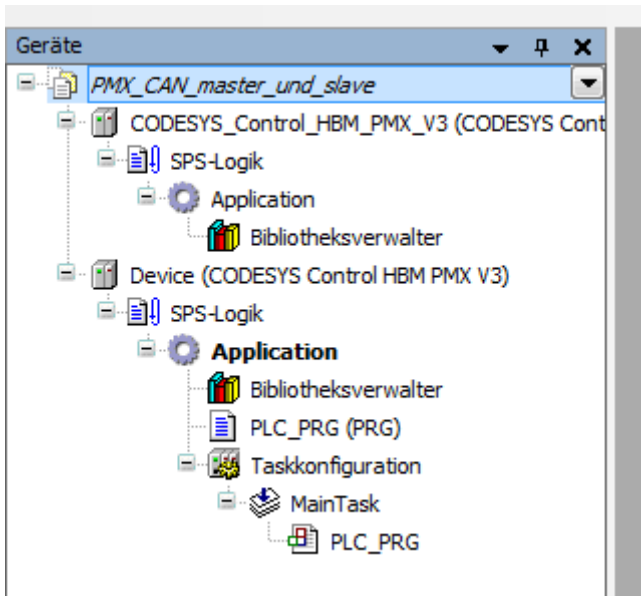 Geräte
PMX_CAN_master_und_slave
CODESYS_Control_HBM_PMX_V3 (CODESYS Cont
SPS-Logik
Application
Bibliotheksverwalter
Device (CODESYS Control HBM PMX V3)
SPS-Logik
Application
Bibliotheksverwalter
PLC_PRG (PRG)
Taskkonfiguration
MainTask
PLC_PRG